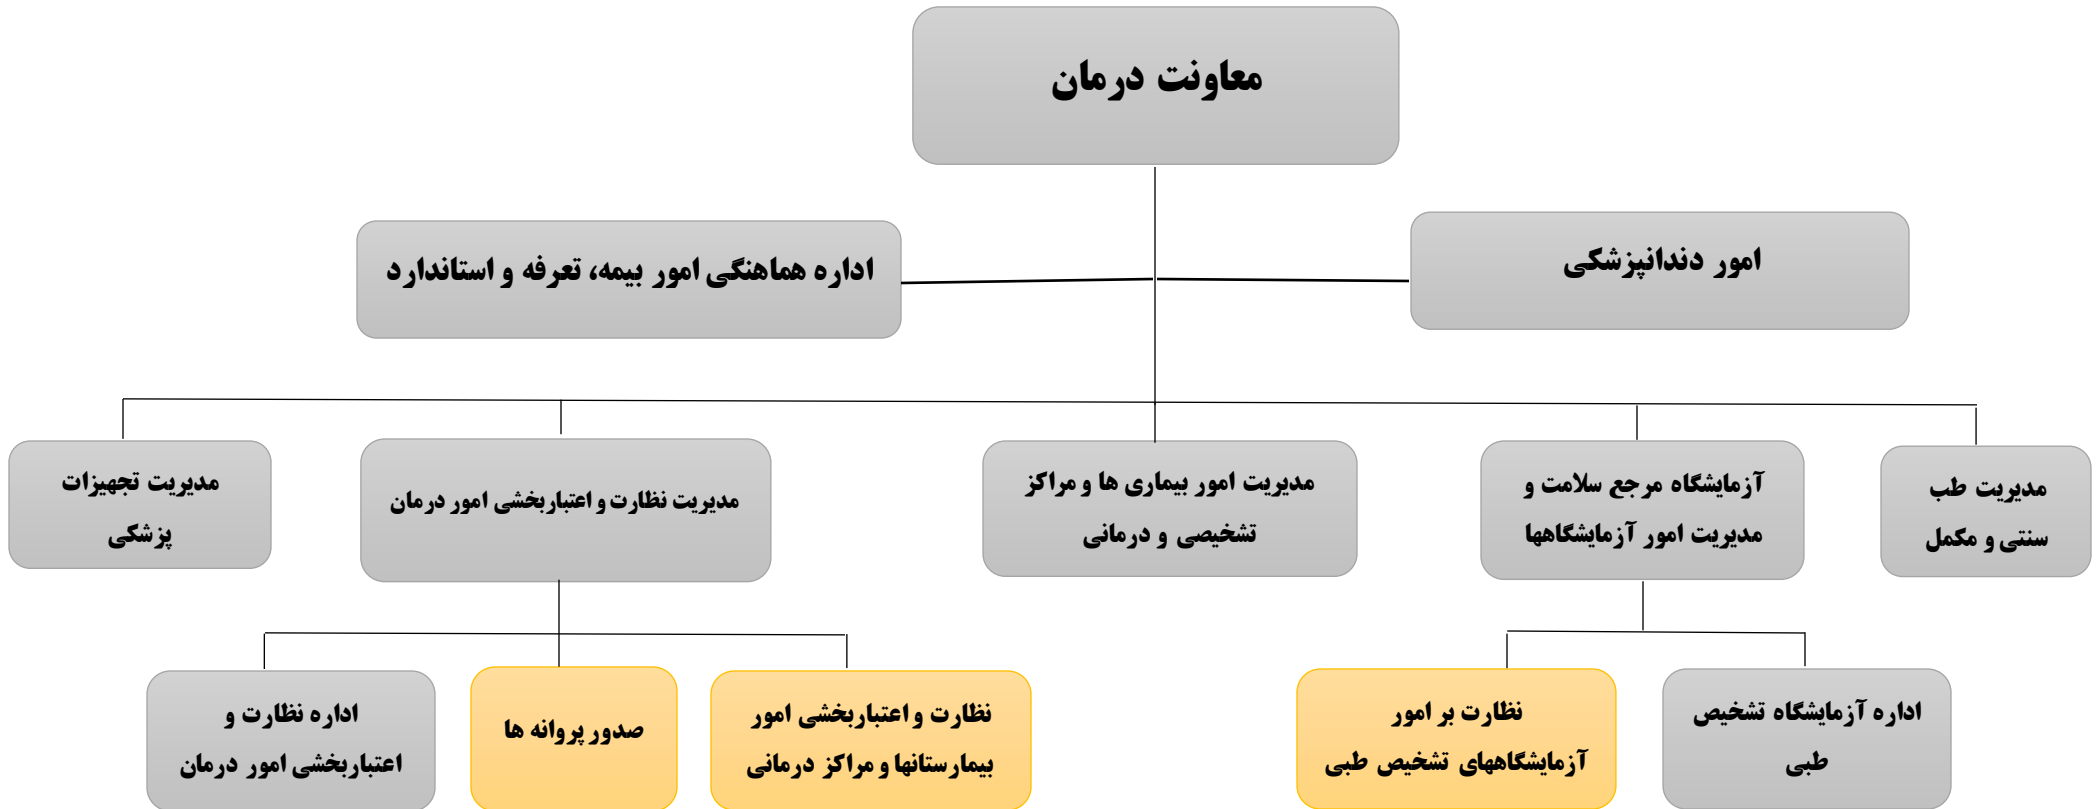 معاونت درمان
امور دندانپزشکی
اداره هماهنگی امور بیمه، تعرفه و استاندارد
مدیریت طب
سنتی و مکمل
آزمایشگاه مرجع سلامت و
مدیریت امور آزمایشگاهها
مدیریت امور بیماری ها و مراکز
تشخیصی و درمانی
مدیریت نظارت و اعتباربخشی امور درمان
مدیریت تجهیزات
پزشکی
اداره آزمایشگاه تشخیص
طبی
نظارت بر امور
آزمایشگاههای تشخیص طبی
نظارت و اعتباربخشی امور
بیمارستانها و مراکز درمانی
صدور پروانه ها
اداره نظارت و
اعتباربخشی امور درمان